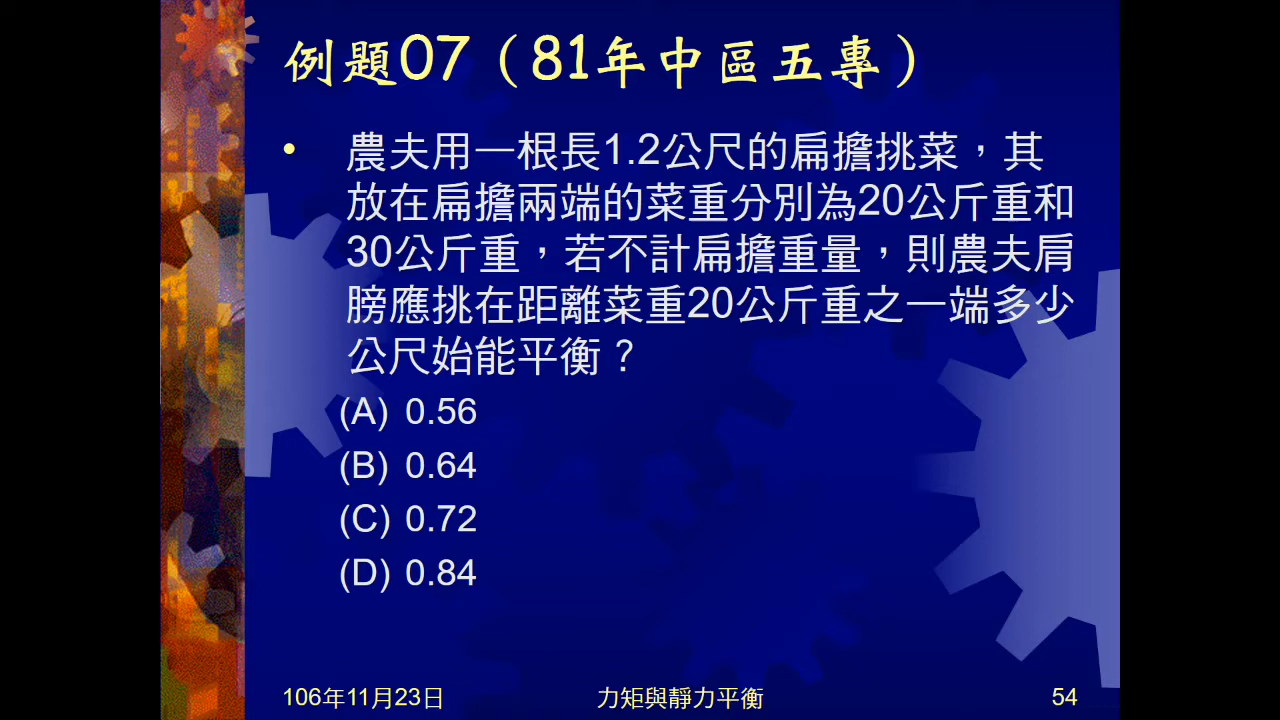 例題07（81年中區五專）
• 農夫用一根長1.2公尺的扁擔挑菜，其
放在扁擔兩端的菜重分別為20公斤重和
30公斤重，若不計扁擔重量，則農夫肩
膀應挑在距離菜重20公斤重之一端多少
公尺始能平衡？
(A) 0.56
(B) 0.64
(C) 0.72
(D) 0.84
106年11月23日 力矩與靜力平衡 54